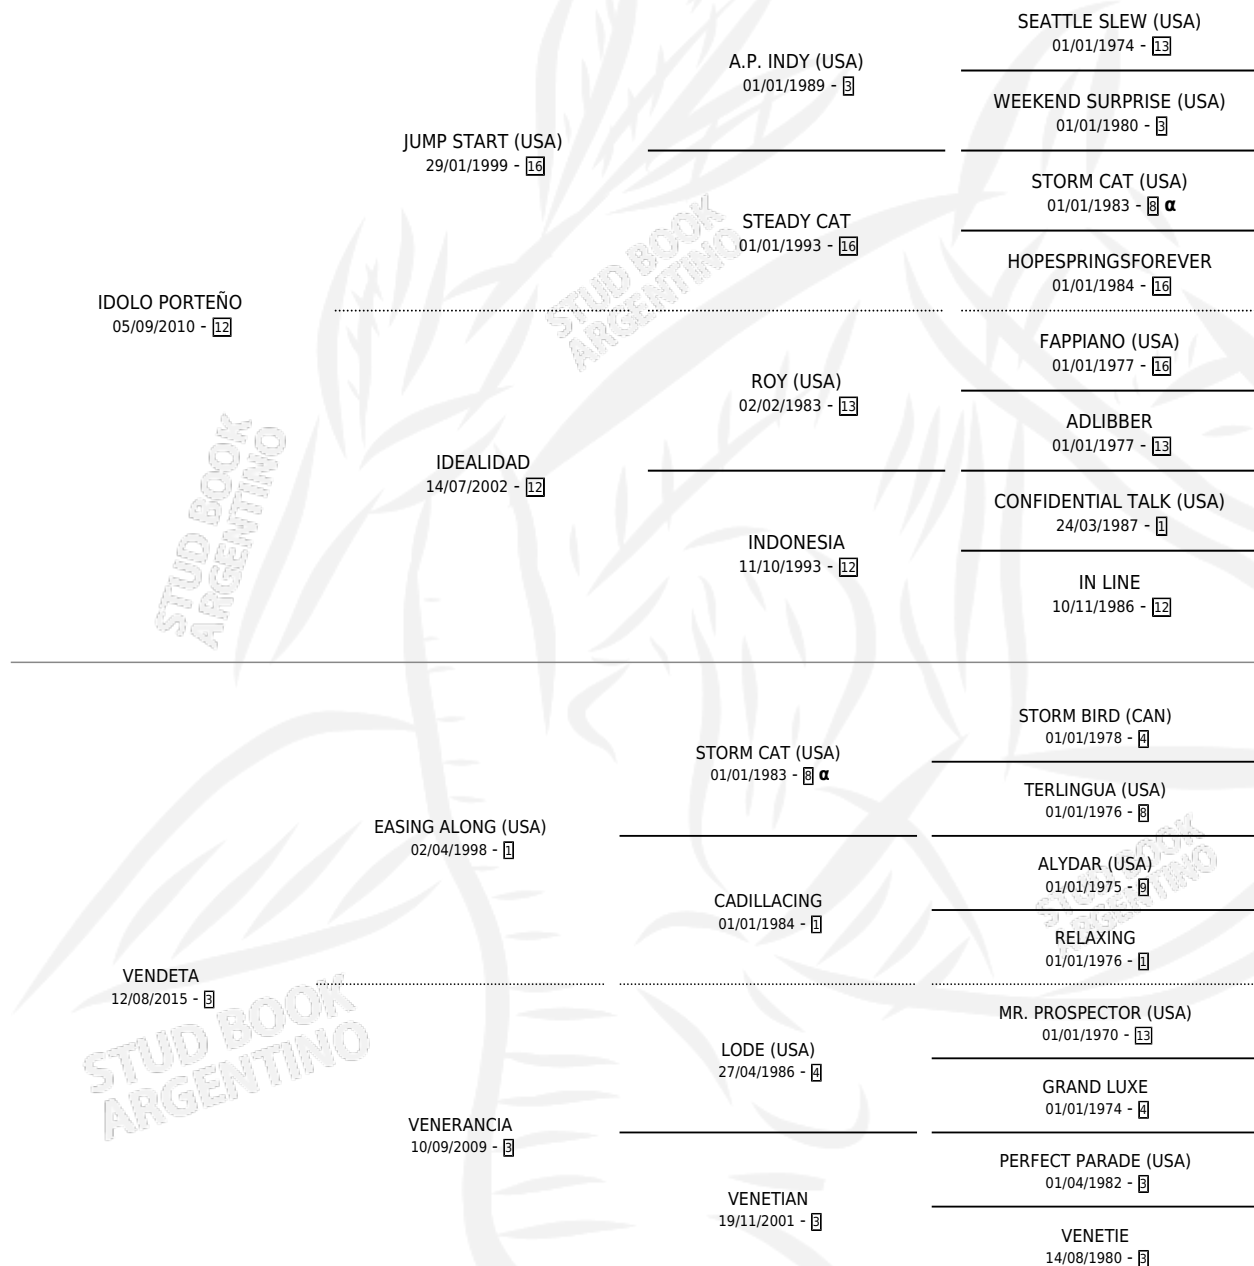 SEATTLE SLEW (USA)
01/01/1974 - 13
A.P. INDY (USA)
01/01/1989 - 3
WEEKEND SURPRISE (USA)
01/01/1980 - 3
JUMP START (USA)
29/01/1999 - 16
STORM CAT (USA)
01/01/1983 - 8 α
STEADY CAT
01/01/1993 - 16
HOPESPRINGSFOREVER
01/01/1984 - 16
IDOLO PORTEÑO
05/09/2010 - 12
FAPPIANO (USA)
01/01/1977 - 16
ROY (USA)
02/02/1983 - 13
ADLIBBER
01/01/1977 - 13
IDEALIDAD
14/07/2002 - 12
CONFIDENTIAL TALK (USA)
24/03/1987 - 1
INDONESIA
11/10/1993 - 12
IN LINE
10/11/1986 - 12
STORM BIRD (CAN)
01/01/1978 - 4
STORM CAT (USA)
01/01/1983 - 8 α
TERLINGUA (USA)
01/01/1976 - 8
EASING ALONG (USA)
02/04/1998 - 1
ALYDAR (USA)
01/01/1975 - 9
CADILLACING
01/01/1984 - 1
RELAXING
01/01/1976 - 1
VENDETA
12/08/2015 - 3
MR. PROSPECTOR (USA)
01/01/1970 - 13
LODE (USA)
27/04/1986 - 4
GRAND LUXE
01/01/1974 - 4
VENERANCIA
10/09/2009 - 3
PERFECT PARADE (USA)
01/04/1982 - 3
VENETIAN
19/11/2001 - 3
VENETIE
14/08/1980 - 3
STUD BOOK
ARGENTINO
STUD BOOK
ARGENTINO
STUD BOOK
ARGENTINO
STUD BOOK
ARGENTINO